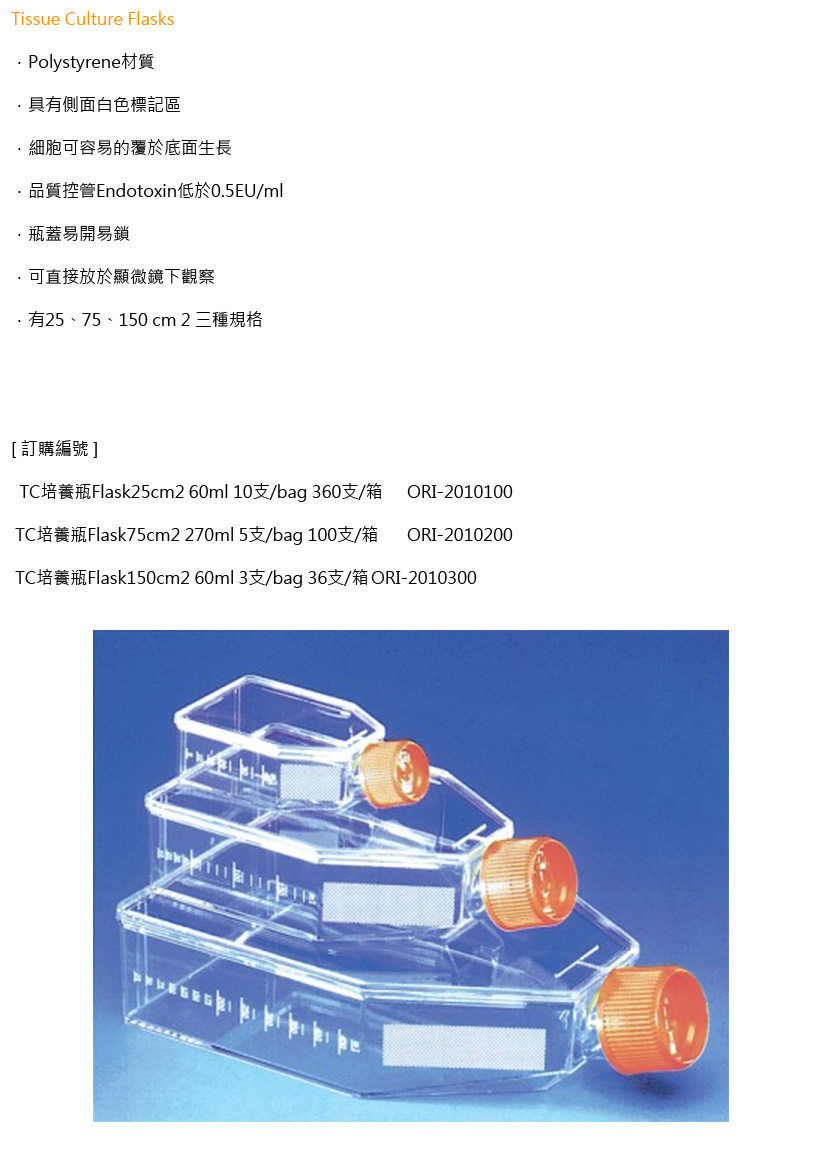 Tissue Culture Flasks
．Polystyrene材質
．具有側面白色標記區
．細胞可容易的覆於底面生長
．品質控管Endotoxin低於0.5EU/ml
．瓶蓋易開易鎖
．可直接放於顯微鏡下觀察
．有25、75、150 cm 2 三種規格
[ 訂購編號 ]
TC培養瓶Flask25cm2 60ml 10支/bag 360支/箱 ORI-2010100
TC培養瓶Flask75cm2 270ml 5支/bag 100支/箱 ORI-2010200
TC培養瓶Flask150cm2 60ml 3支/bag 36支/箱 ORI-2010300